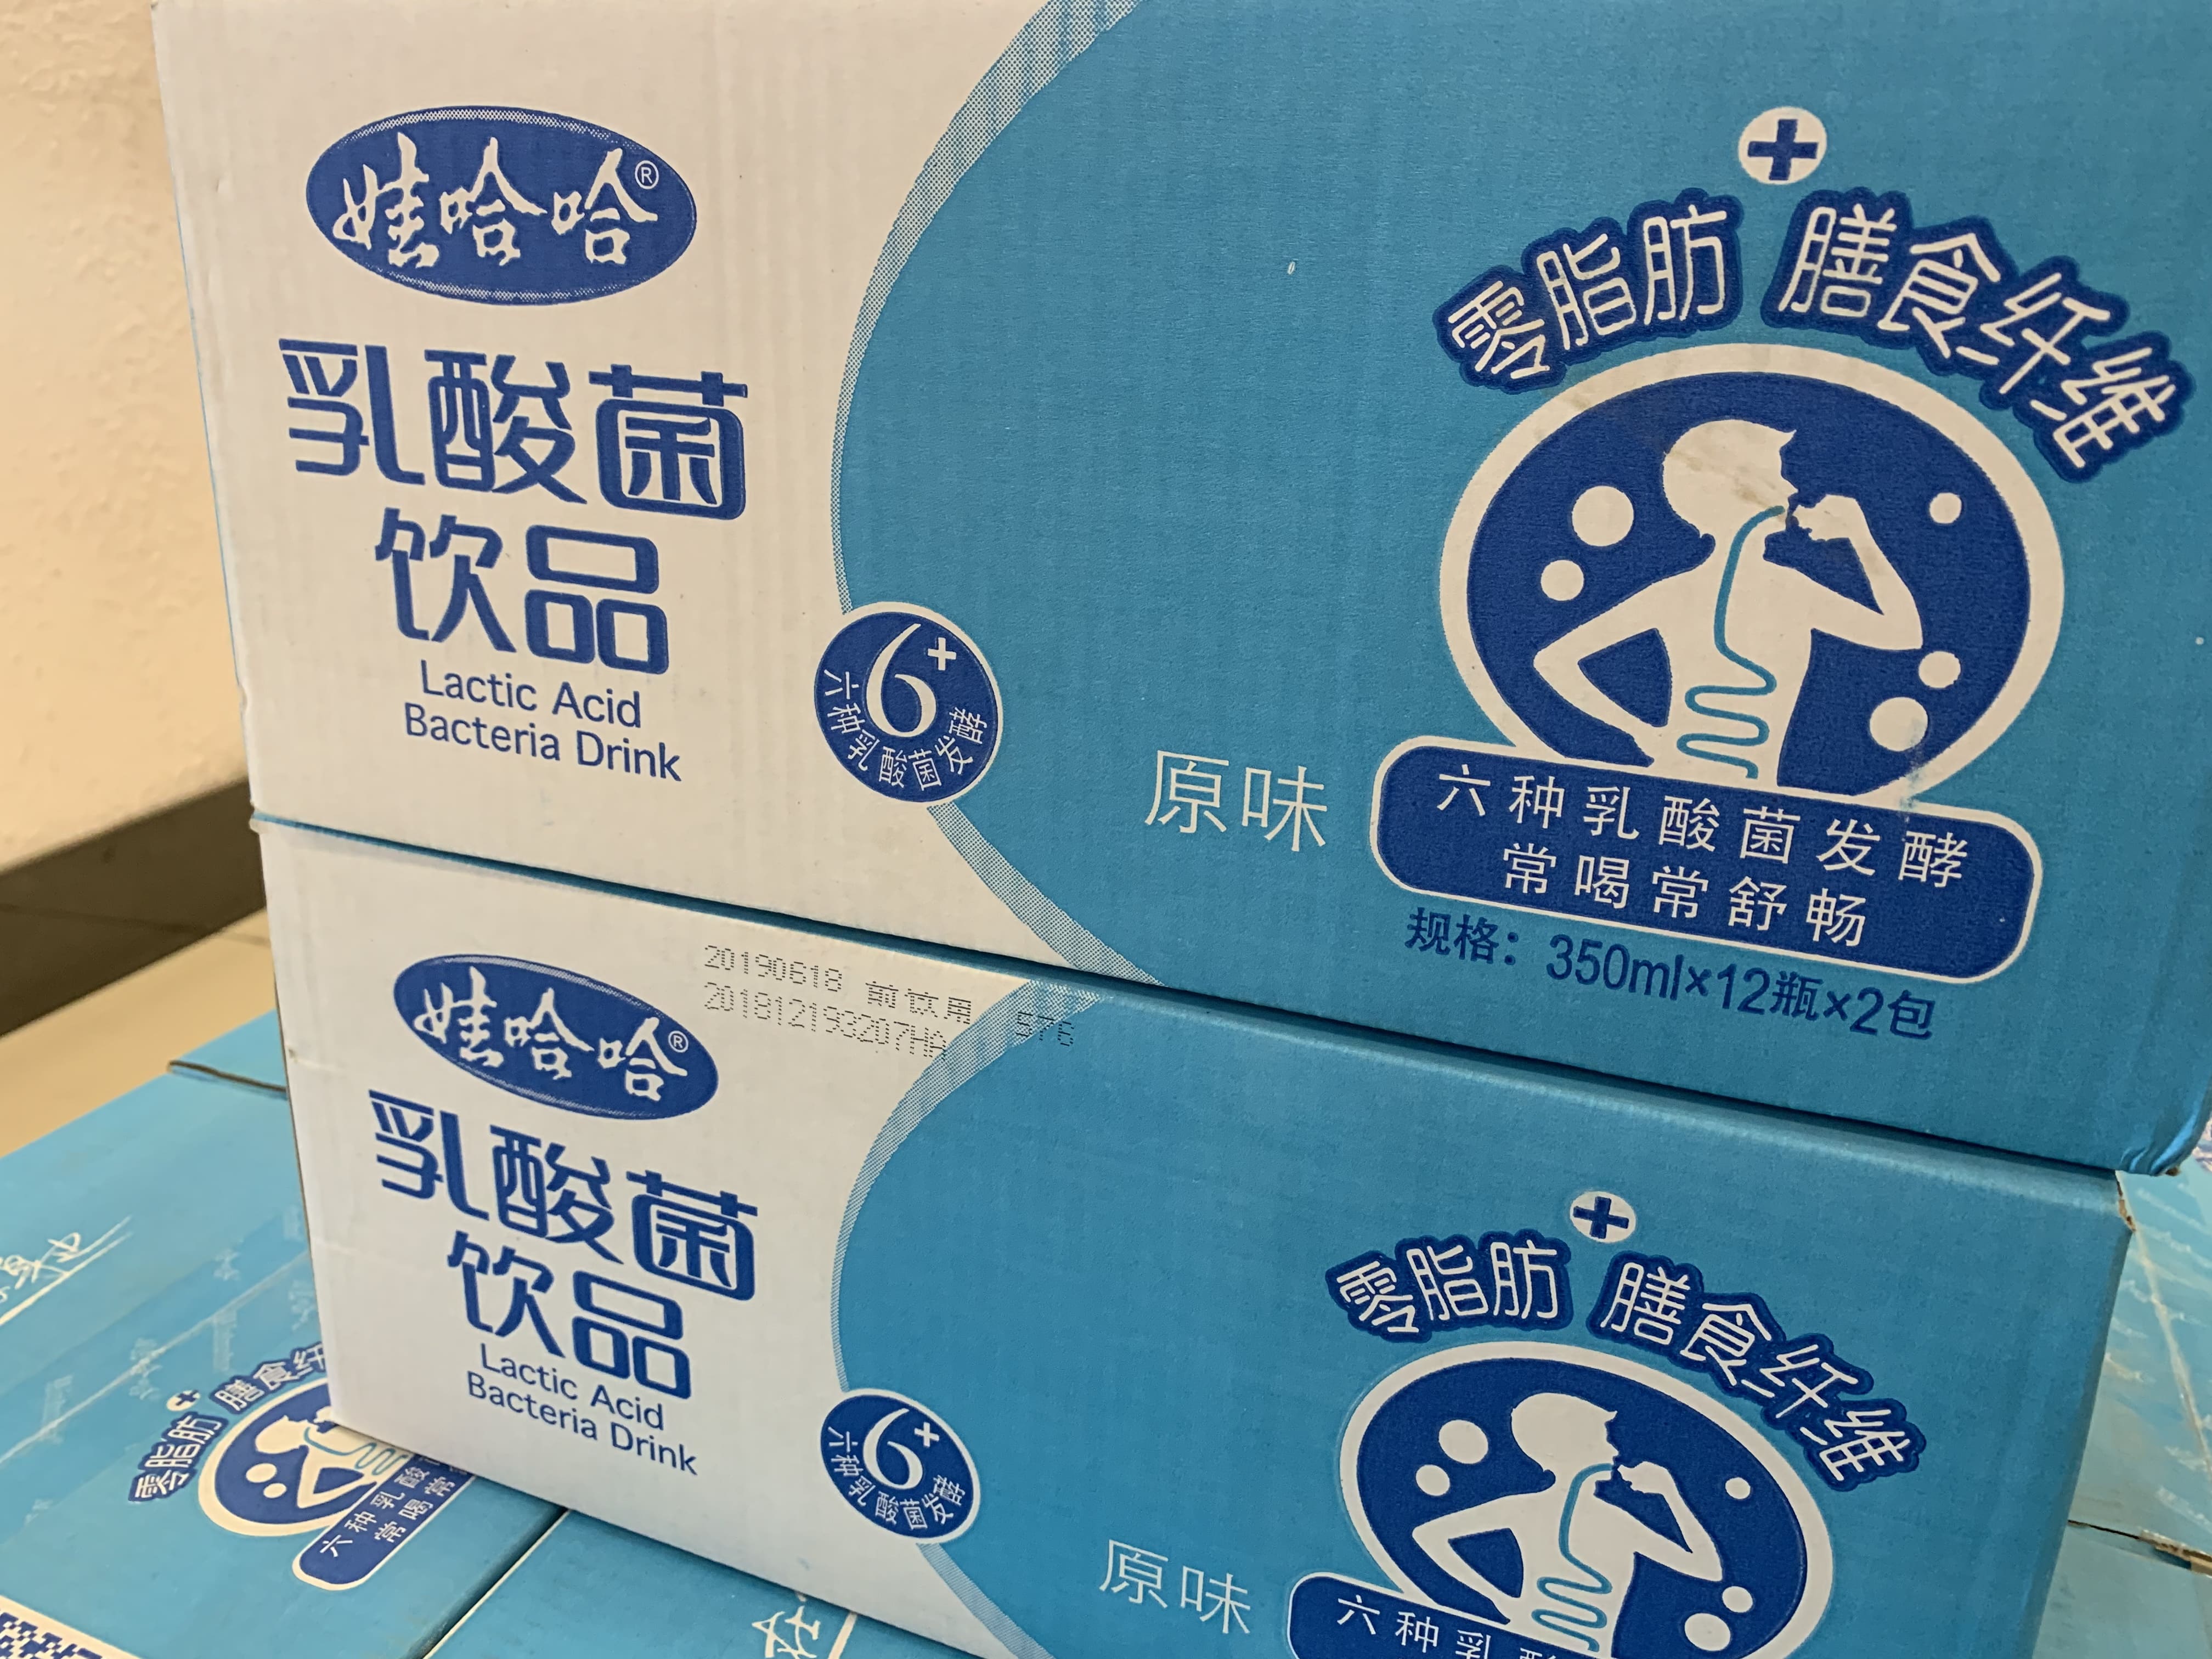 娃哈哈®
乳酸菌
饮品
Lactic Acid
Bacteria Drink
6+
六种乳酸菌发酵
原味
零脂肪 膳食纤维
六种乳酸菌发酵
常喝常舒畅
规格：350ml×12瓶×2包
20190618 前饮用
201812193207HA 576
娃哈哈®
乳酸菌
饮品
Lactic Acid
Bacteria Drink
6+
六种乳酸菌发酵
原味
零脂肪 膳食纤维
六种乳酸
零脂肪 膳食纤
六种乳酸
常喝常